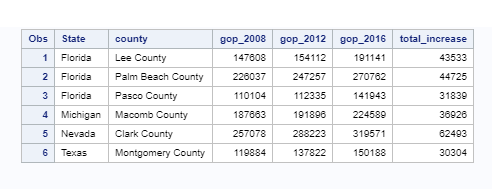 Obs State county gop_2008 gop_2012 gop_2016 total_increase
1 Florida Lee County 147608 154112 191141 43533
2 Florida Palm Beach County 226037 247257 270762 44725
3 Florida Pasco County 110104 112335 141943 31839
4 Michigan Macomb County 187663 191896 224589 36926
5 Nevada Clark County 257078 288223 319571 62493
6 Texas Montgomery County 119884 137822 150188 30304